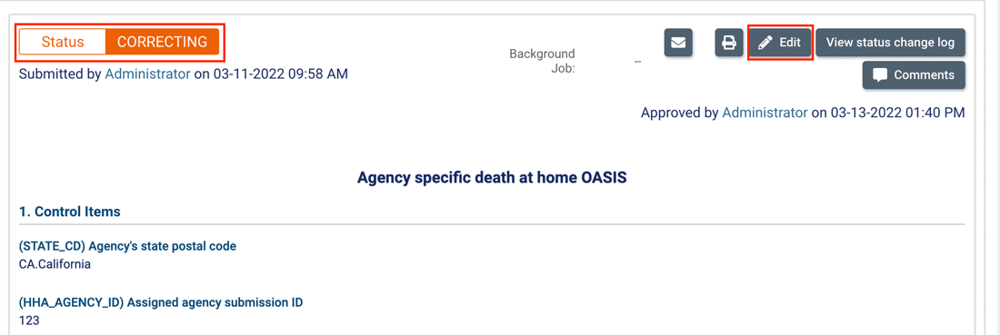 Status CORRECTING
Edit View status change log
Background Job: --
Submitted by Administrator on 03-11-2022 09:58 AM
Comments
Approved by Administrator on 03-13-2022 01:40 PM
Agency specific death at home OASIS
1. Control Items
(STATE_CD) Agency's state postal code
CA.California
(HHA_AGENCY_ID) Assigned agency submission ID
123